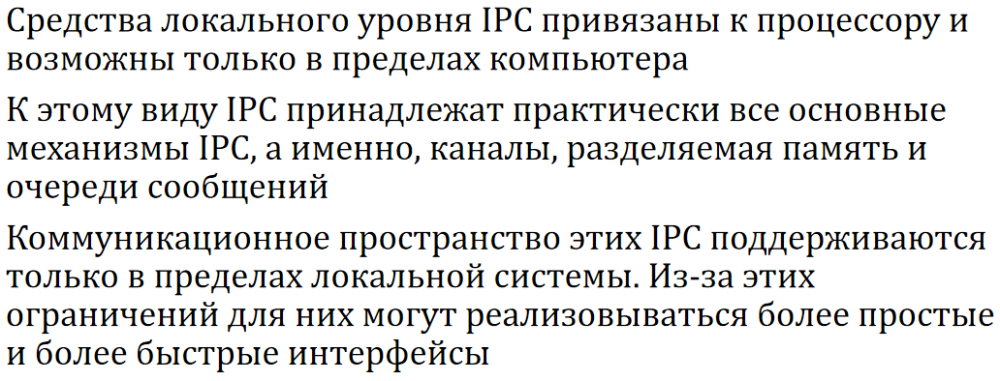 Средства локального уровня IPC привязаны к процессору и
возможны только в пределах компьютера
К этому виду IPC принадлежат практически все основные
механизмы IPC, а именно, каналы, разделяемая память и
очереди сообщений
Коммуникационное пространство этих IPC поддерживаются
только в пределах локальной системы. Из-за этих
ограничений для них могут реализовываться более простые
и более быстрые интерфейсы